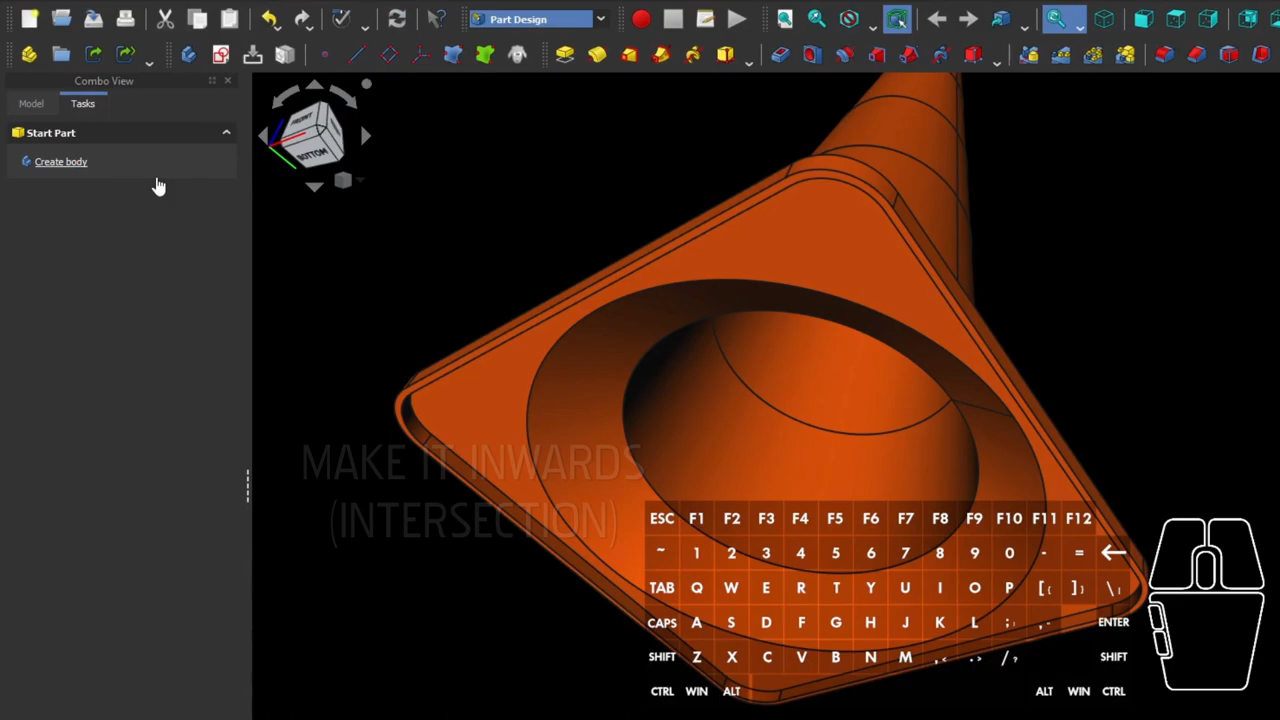 Part Design
Combo View
Model
Tasks
Start Part
Create body
FRONT
BOTTOM
MAKE IT INWARDS
(INTERSECTION)
ESC F1 F2 F3 F4 F5 F6 F7 F8 F9 F10 F11 F12
~ 1 2 3 4 5 6 7 8 9 0 - =
TAB Q W E R T Y U I O P [{ ]} \|
CAPS A S D F G H J K L ;: ,- ENTER
SHIFT Z X C V B N M ,< .> /? SHIFT
CTRL WIN ALT ALT WIN CTRL